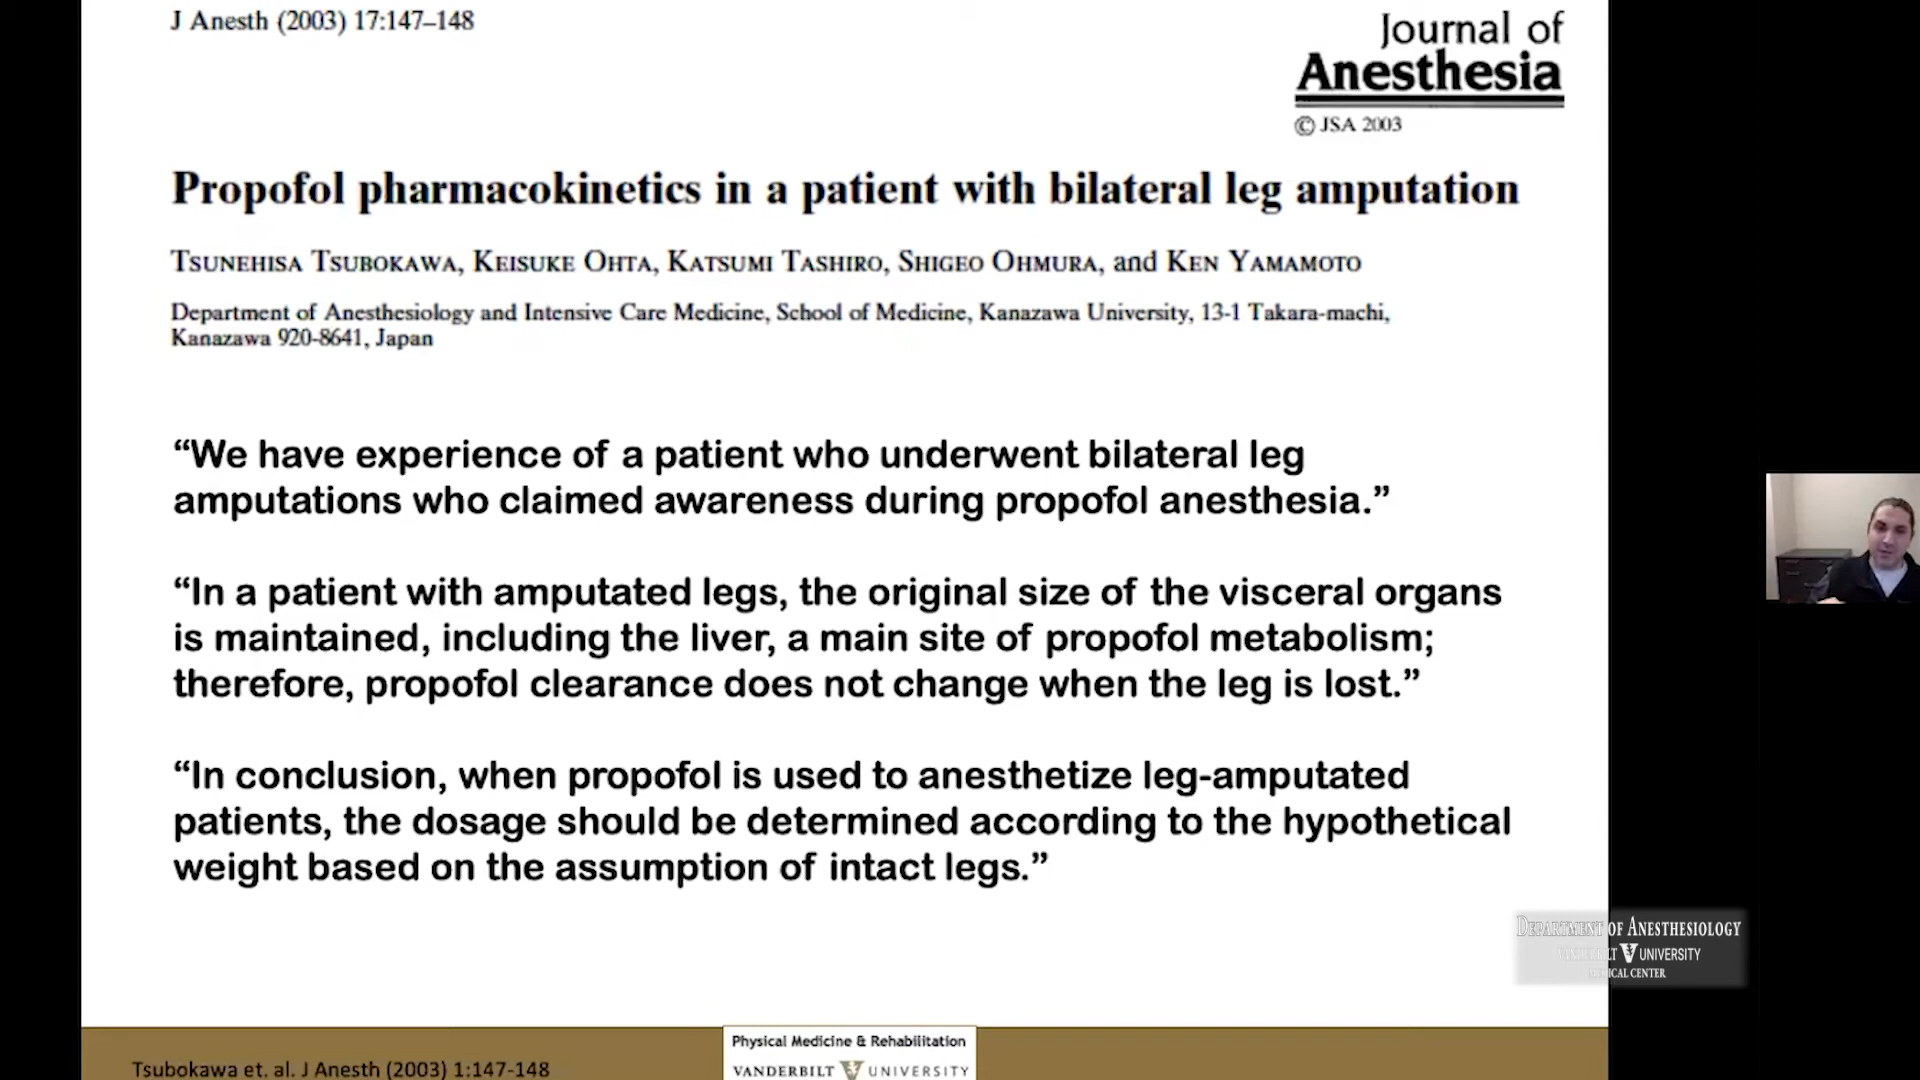 J Anesth (2003) 17:147–148
Journal of
Anesthesia
© JSA 2003
Propofol pharmacokinetics in a patient with bilateral leg amputation
Tsunehisa Tsubokawa, Keisuke Ohta, Katsumi Tashiro, Shigeo Ohmura, and Ken Yamamoto
Department of Anesthesiology and Intensive Care Medicine, School of Medicine, Kanazawa University, 13-1 Takara-machi,
Kanazawa 920-8641, Japan
“We have experience of a patient who underwent bilateral leg
amputations who claimed awareness during propofol anesthesia.”
“In a patient with amputated legs, the original size of the visceral organs
is maintained, including the liver, a main site of propofol metabolism;
therefore, propofol clearance does not change when the leg is lost.”
“In conclusion, when propofol is used to anesthetize leg-amputated
patients, the dosage should be determined according to the hypothetical
weight based on the assumption of intact legs.”
Department of Anesthesiology
Vanderbilt University
Medical Center
Physical Medicine & Rehabilitation
VANDERBILT UNIVERSITY
Tsubokawa et. al. J Anesth (2003) 1:147-148